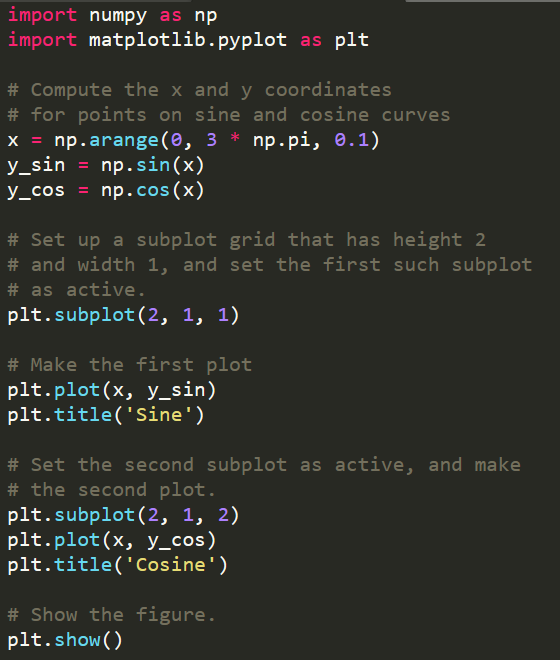 import numpy as np
import matplotlib.pyplot as plt
# Compute the x and y coordinates
# for points on sine and cosine curves
x = np.arange(0, 3 * np.pi, 0.1)
y_sin = np.sin(x)
y_cos = np.cos(x)
# Set up a subplot grid that has height 2
# and width 1, and set the first such subplot
# as active.
plt.subplot(2, 1, 1)
# Make the first plot
plt.plot(x, y_sin)
plt.title('Sine')
# Set the second subplot as active, and make
# the second plot.
plt.subplot(2, 1, 2)
plt.plot(x, y_cos)
plt.title('Cosine')
# Show the figure.
plt.show()